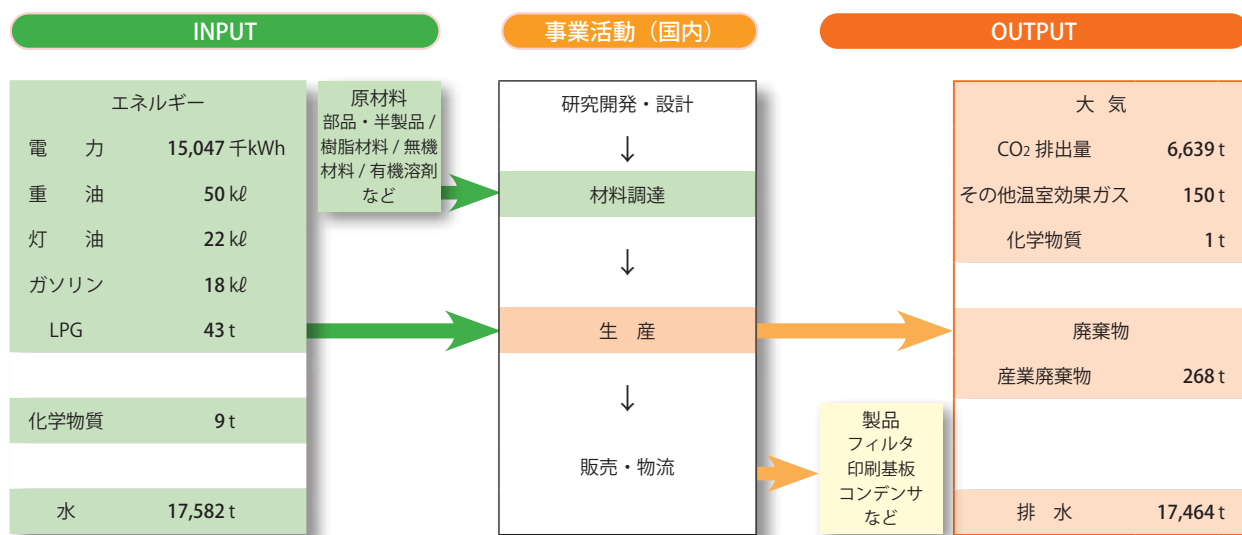 INPUT
事業活動（国内）
OUTPUT
エネルギー
電　力 15,047 千kWh
重　油 50 kℓ
灯　油 22 kℓ
ガソリン 18 kℓ
LPG 43 t
化学物質 9 t
水 17,582 t
原材料
部品・半製品 /
樹脂材料 / 無機
材料 / 有機溶剤
など
研究開発・設計
↓
材料調達
↓
生　産
↓
販売・物流
製品
フィルタ
印刷基板
コンデンサ
など
大　気
CO₂ 排出量 6,639 t
その他温室効果ガス 150 t
化学物質 1 t
廃棄物
産業廃棄物 268 t
排　水 17,464 t